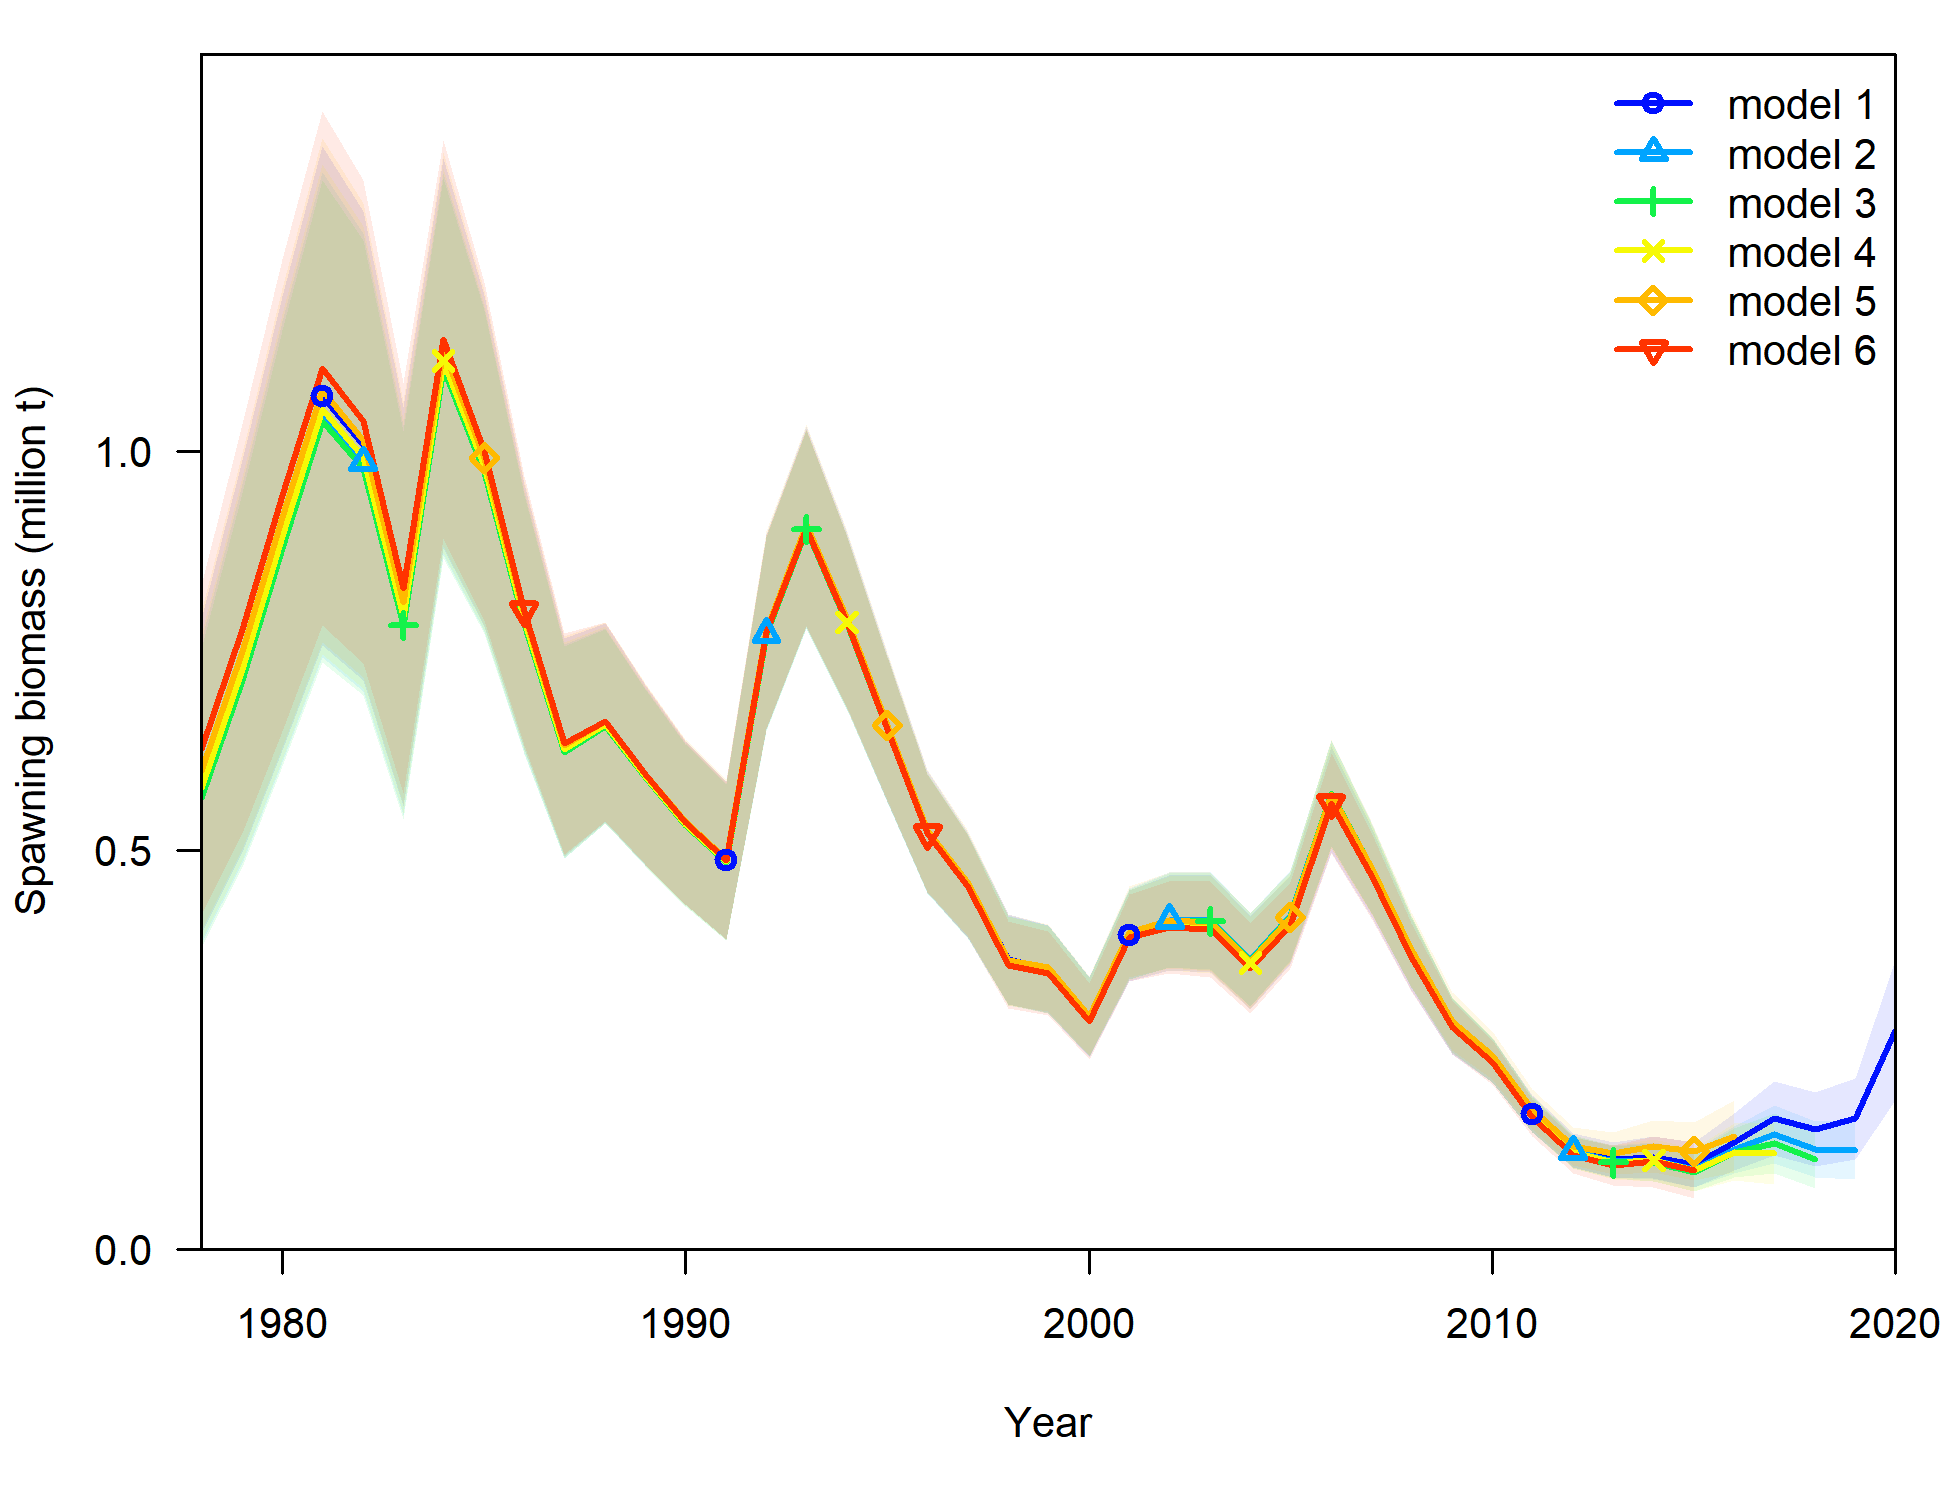 model 1
model 2
model 3
model 4
model 5
model 6
Spawning biomass (million t)
1.0
0.5
0.0
1980 1990 2000 2010 2020
Year